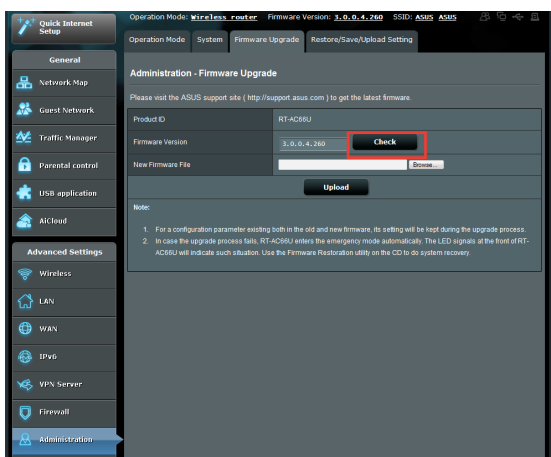 Quick Internet
Setup
Operation Mode: Wireless router Firmware Version: 3.0.0.4.260 SSID: ASUS ASUS
Operation Mode System Firmware Upgrade Restore/Save/Upload Setting
General
Network Map
Guest Network
Traffic Manager
Parental control
USB application
AiCloud
Advanced Settings
Wireless
LAN
WAN
IPv6
VPN Server
Firewall
Administration
Administration - Firmware Upgrade
Please visit the ASUS support site ( http://support.asus.com ) to get the latest firmware.
Product ID RT-AC66U
Firmware Version 3.0.0.4.260 Check
New Firmware File Browse...
Upload
Note:
1. For a configuration parameter existing both in the old and new firmware, its setting will be kept during the upgrade process.
2. In case the upgrade process fails, RT-AC66U enters the emergency mode automatically. The LED signals at the front of RT-
AC66U will indicate such situation. Use the Firmware Restoration utility on the CD to do system recovery.